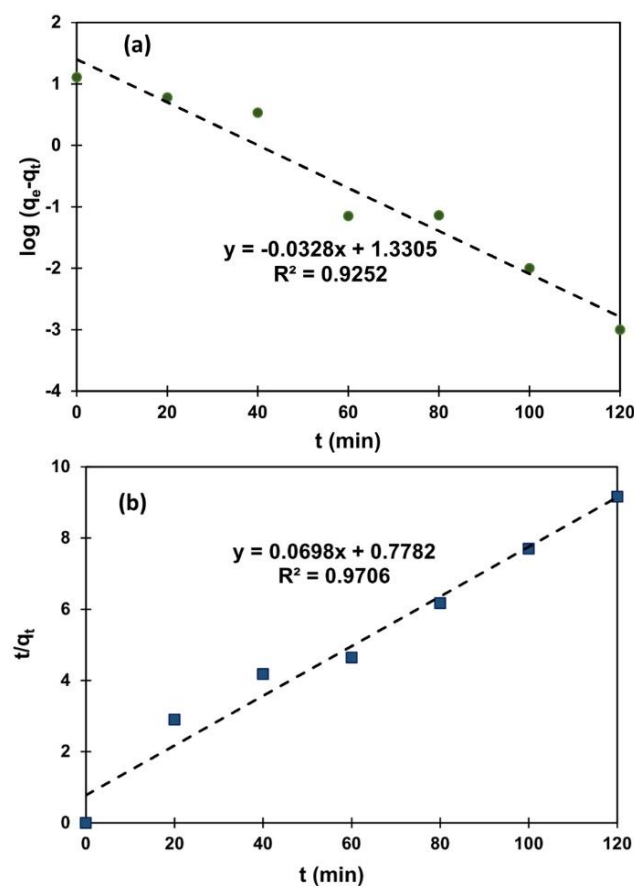 (a)
2
1
0
-1
-2
-3
-4
log (qₑ-qₜ)
y = -0.0328x + 1.3305
R² = 0.9252
0 20 40 60 80 100 120
t (min)
(b)
10
8
6
4
2
0
t/qₜ
y = 0.0698x + 0.7782
R² = 0.9706
0 20 40 60 80 100 120
t (min)